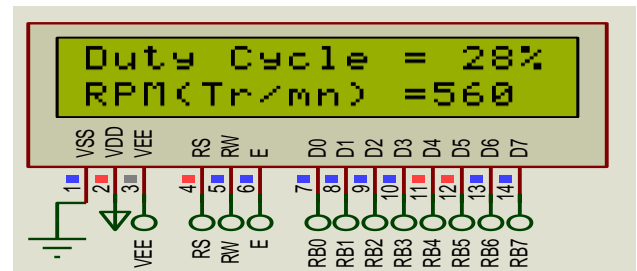 Duty Cycle = 28%
RPM(Tr/mn) =560
VSS VDD VEE RS RW E D0 D1 D2 D3 D4 D5 D6 D7
1 2 3 4 5 6 7 8 9 10 11 12 13 14
VEE RS RW E RB0 RB1 RB2 RB3 RB4 RB5 RB6 RB7